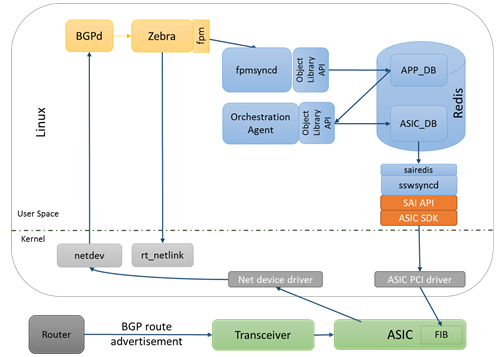 BGPd
Zebra
fpm
fpmsyncd
Object
Library
API
APP_DB
Linux
Orchestration
Agent
Object
Library
API
ASIC_DB
Redis
sairedis
sswsyncd
SAI API
ASIC SDK
User Space
Kernel
netdev
rt_netlink
Net device driver
ASIC PCI driver
Router
BGP route
advertisement
Transceiver
ASIC
FIB